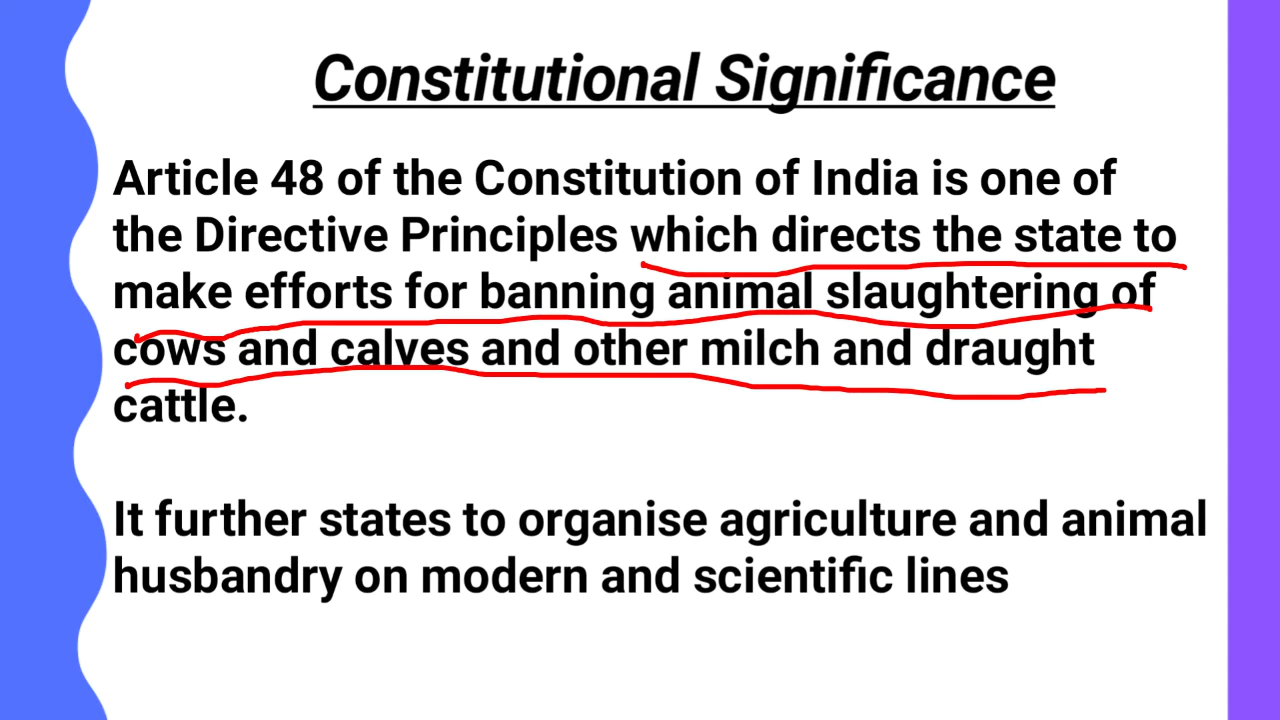 Constitutional Significance
Article 48 of the Constitution of India is one of
the Directive Principles which directs the state to
make efforts for banning animal slaughtering of
cows and calves and other milch and draught
cattle.
It further states to organise agriculture and animal
husbandry on modern and scientific lines